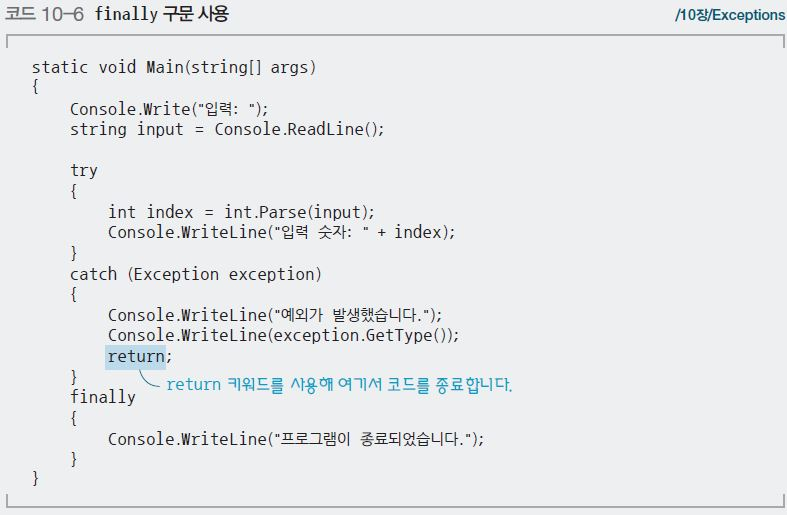 코드 10-6 finally 구문 사용 /10장/Exceptions
static void Main(string[] args)
{
    Console.Write("입력: ");
    string input = Console.ReadLine();

    try
    {
        int index = int.Parse(input);
        Console.WriteLine("입력 숫자: " + index);
    }
    catch (Exception exception)
    {
        Console.WriteLine("예외가 발생했습니다.");
        Console.WriteLine(exception.GetType());
        return;
    }
return 키워드를 사용해 여기서 코드를 종료합니다.
    finally
    {
        Console.WriteLine("프로그램이 종료되었습니다.");
    }
}